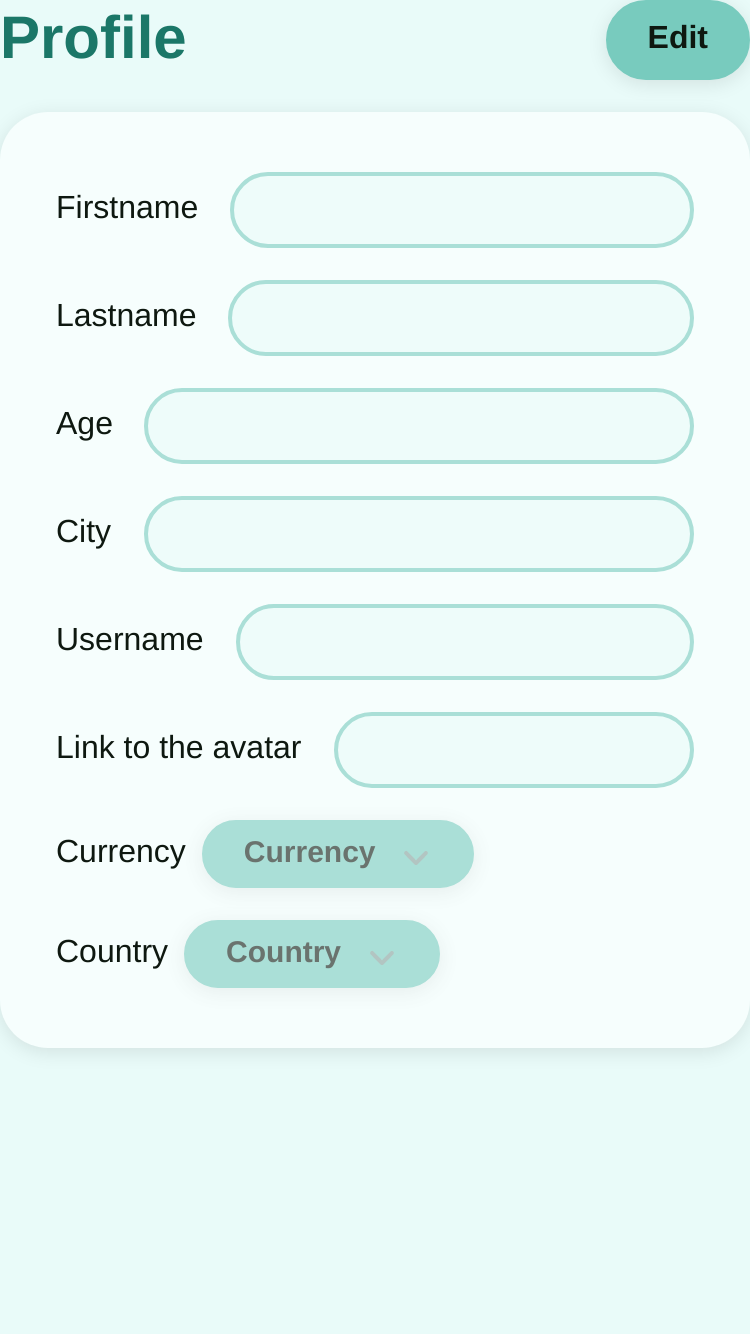 Profile
Edit
Firstname
Lastname
Age
City
Username
Link to the avatar
Currency Currency
Country Country